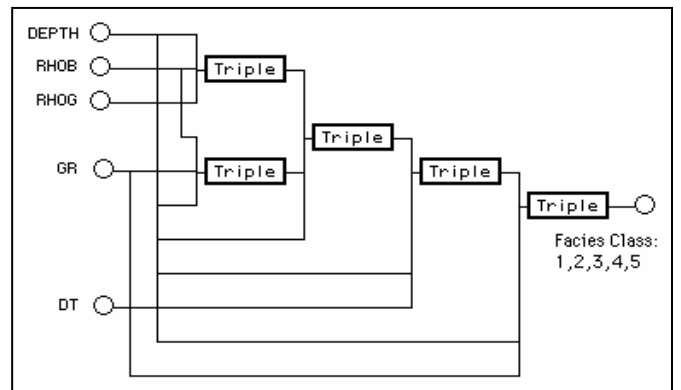 DEPTH
RHOB
Triple
RHOG
Triple
GR
Triple
Triple
Triple
Facies Class:
1,2,3,4,5
DT